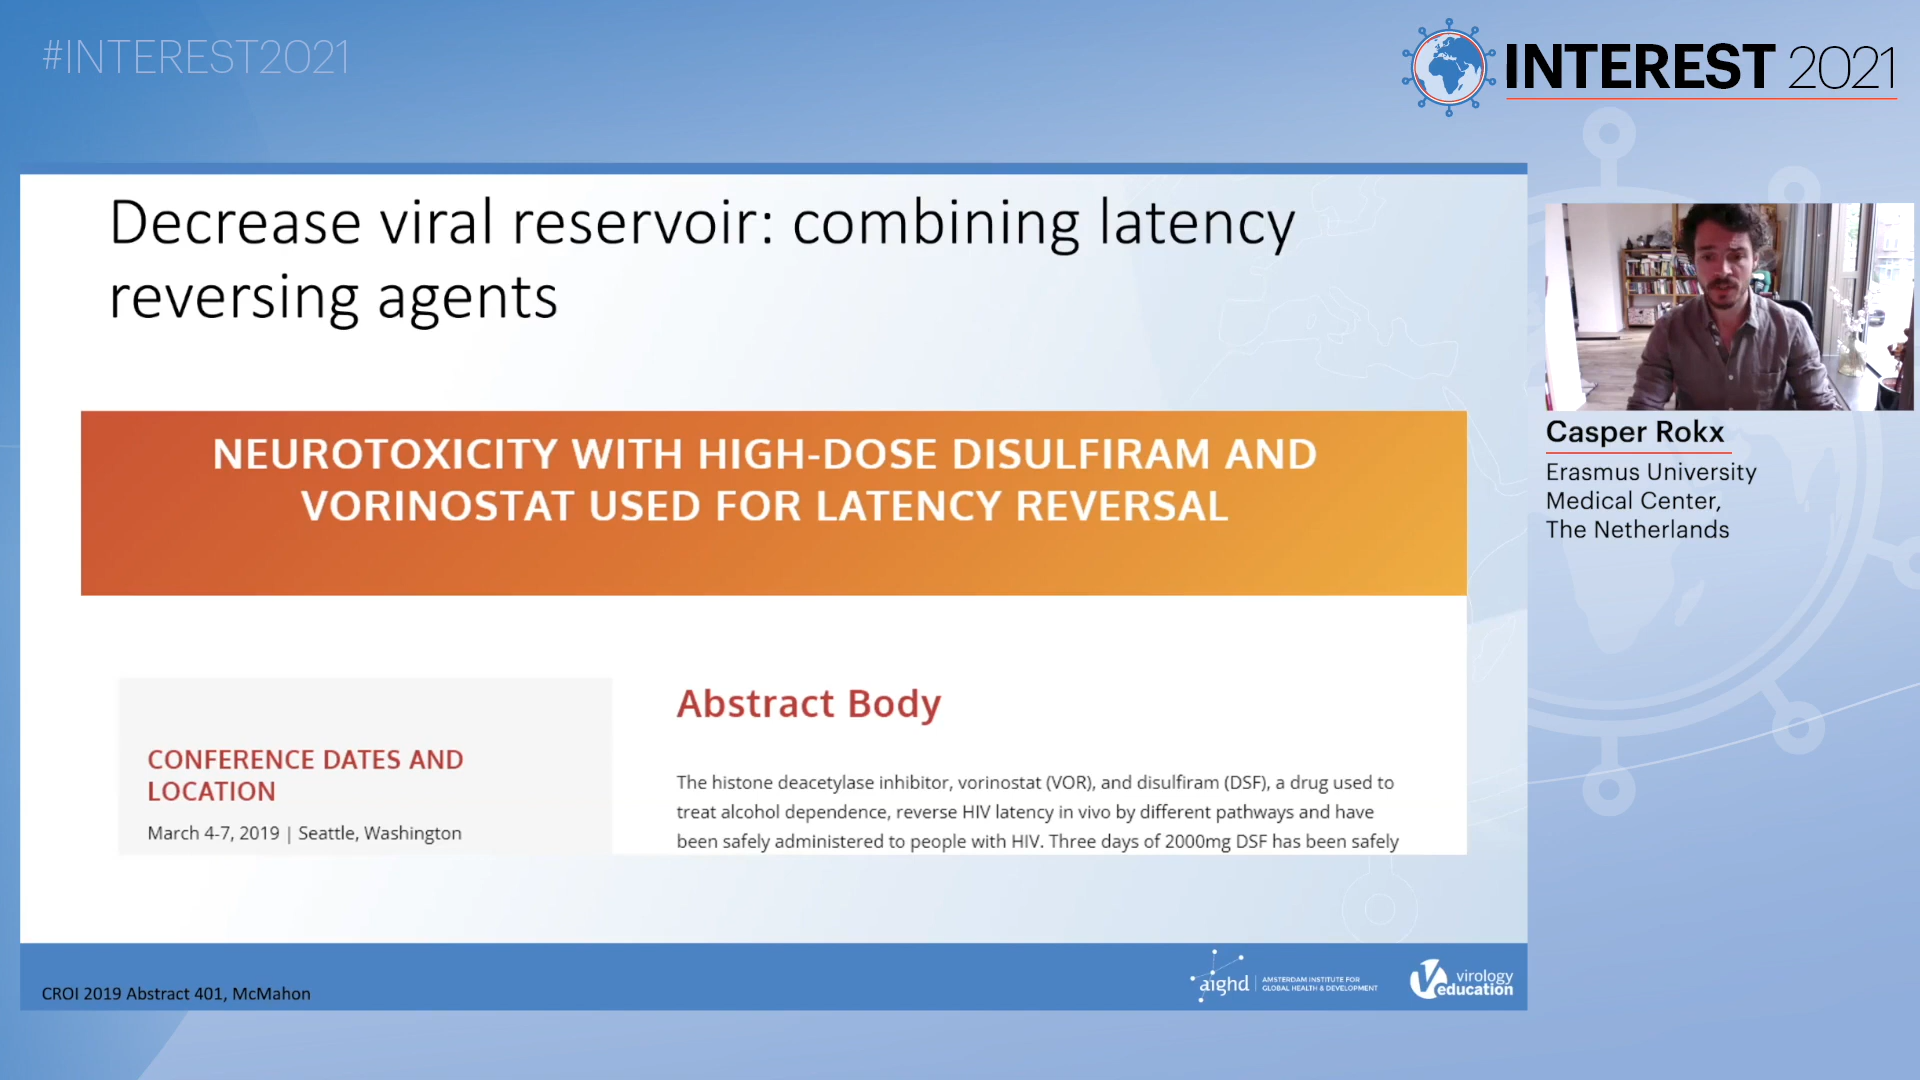 #INTEREST2021
INTEREST 2021
Decrease viral reservoir: combining latency
reversing agents
NEUROTOXICITY WITH HIGH-DOSE DISULFIRAM AND
VORINOSTAT USED FOR LATENCY REVERSAL
CONFERENCE DATES AND
LOCATION
March 4-7, 2019 | Seattle, Washington
Abstract Body
The histone deacetylase inhibitor, vorinostat (VOR), and disulfiram (DSF), a drug used to
treat alcohol dependence, reverse HIV latency in vivo by different pathways and have
been safely administered to people with HIV. Three days of 2000mg DSF has been safely
Casper Rokx
Erasmus University
Medical Center,
The Netherlands
CROI 2019 Abstract 401, McMahon
aighd
AMSTERDAM INSTITUTE FOR
GLOBAL HEALTH & DEVELOPMENT
virology
education